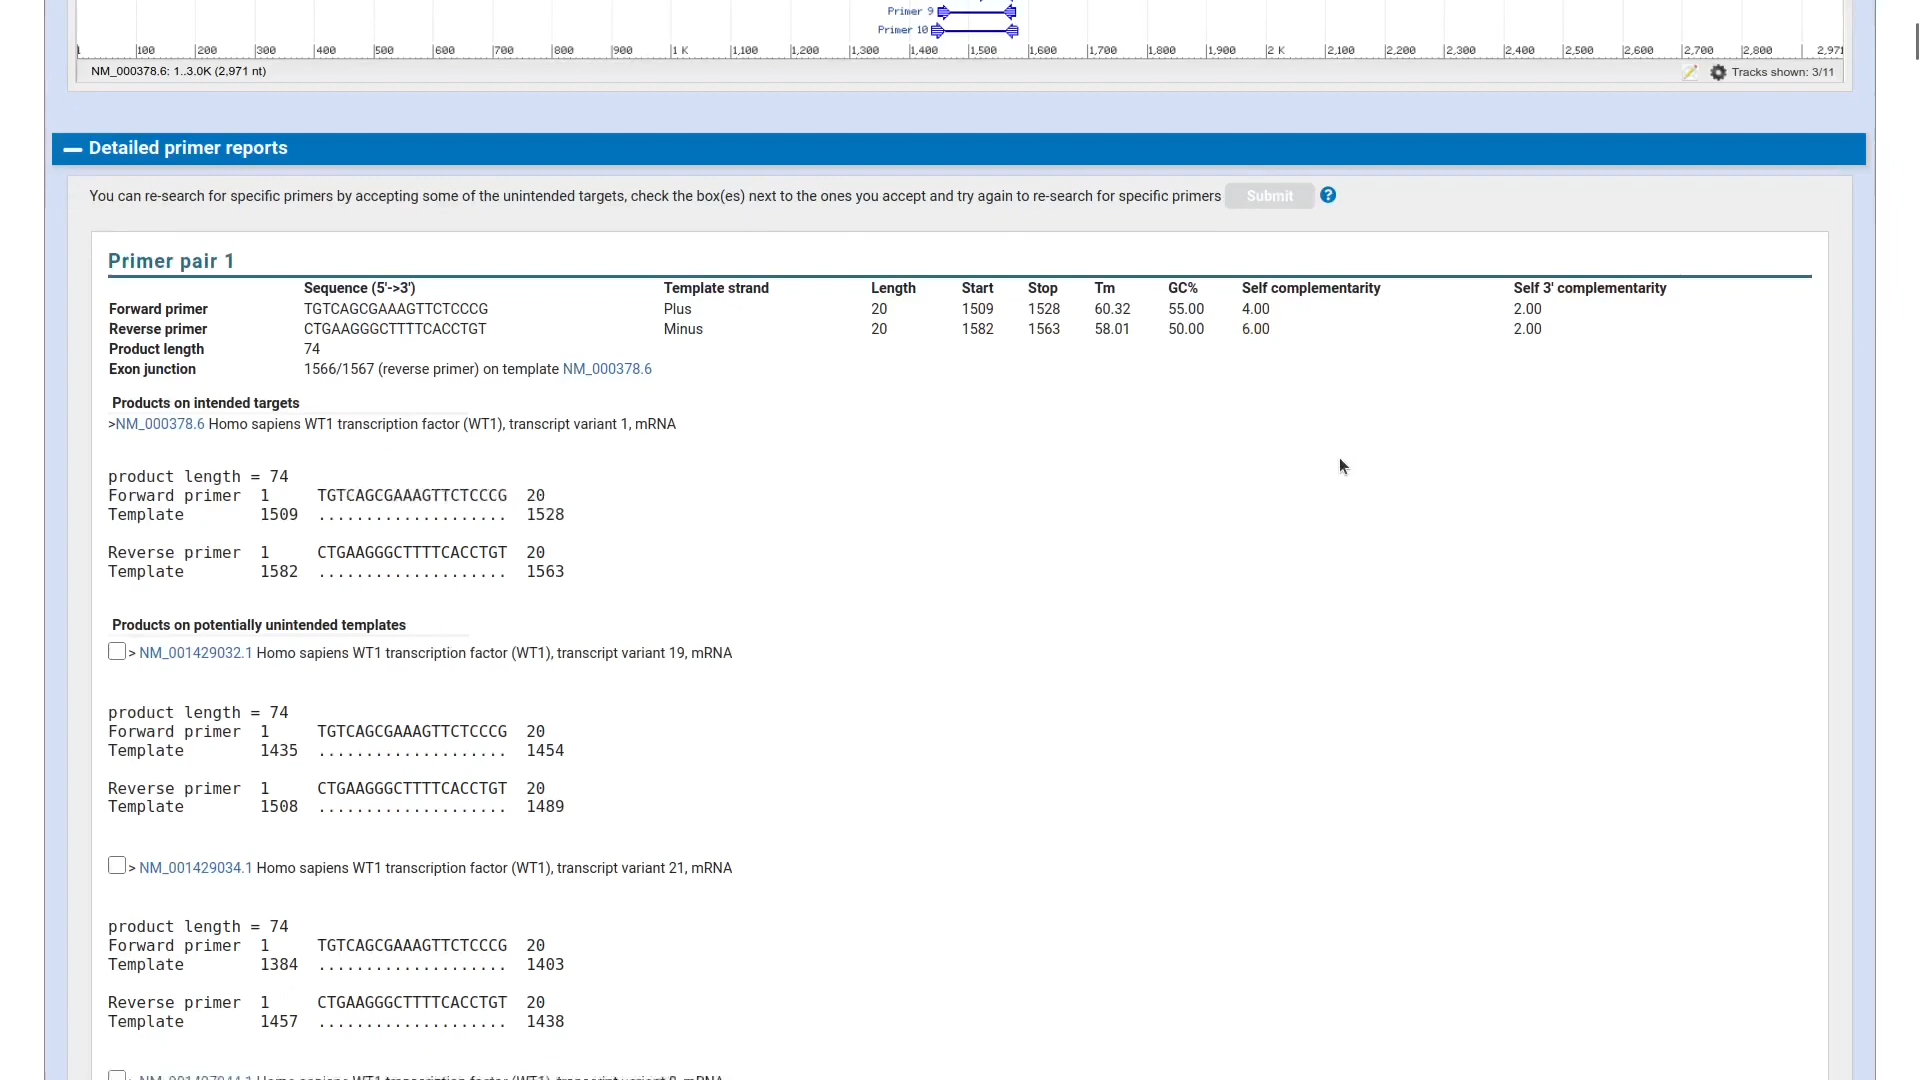 Primer 9
Primer 10
1 100 200 300 400 500 600 700 800 900 1 K 1,100 1,200 1,300 1,400 1,500 1,600 1,700 1,800 1,900 2 K 2,100 2,200 2,300 2,400 2,500 2,600 2,700 2,800 2,971
NM_000378.6: 1..3.0K (2,971 nt) Tracks shown: 3/11
Detailed primer reports
You can re-search for specific primers by accepting some of the unintended targets, check the box(es) next to the ones you accept and try again to re-search for specific primers Submit ?
Primer pair 1
Sequence (5'->3') Template strand Length Start Stop Tm GC% Self complementarity Self 3' complementarity
Forward primer TGTCAGCGAAAGTTCTCCCG Plus 20 1509 1528 60.32 55.00 4.00 2.00
Reverse primer CTGAAGGGCTTTTCACCTGT Minus 20 1582 1563 58.01 50.00 6.00 2.00
Product length 74
Exon junction 1566/1567 (reverse primer) on template NM_000378.6
Products on intended targets
>NM_000378.6 Homo sapiens WT1 transcription factor (WT1), transcript variant 1, mRNA
product length = 74
Forward primer 1 TGTCAGCGAAAGTTCTCCCG 20
Template 1509 .................... 1528
Reverse primer 1 CTGAAGGGCTTTTCACCTGT 20
Template 1582 .................... 1563
Products on potentially unintended templates
> NM_001429032.1 Homo sapiens WT1 transcription factor (WT1), transcript variant 19, mRNA
product length = 74
Forward primer 1 TGTCAGCGAAAGTTCTCCCG 20
Template 1435 .................... 1454
Reverse primer 1 CTGAAGGGCTTTTCACCTGT 20
Template 1508 .................... 1489
> NM_001429034.1 Homo sapiens WT1 transcription factor (WT1), transcript variant 21, mRNA
product length = 74
Forward primer 1 TGTCAGCGAAAGTTCTCCCG 20
Template 1384 .................... 1403
Reverse primer 1 CTGAAGGGCTTTTCACCTGT 20
Template 1457 .................... 1438